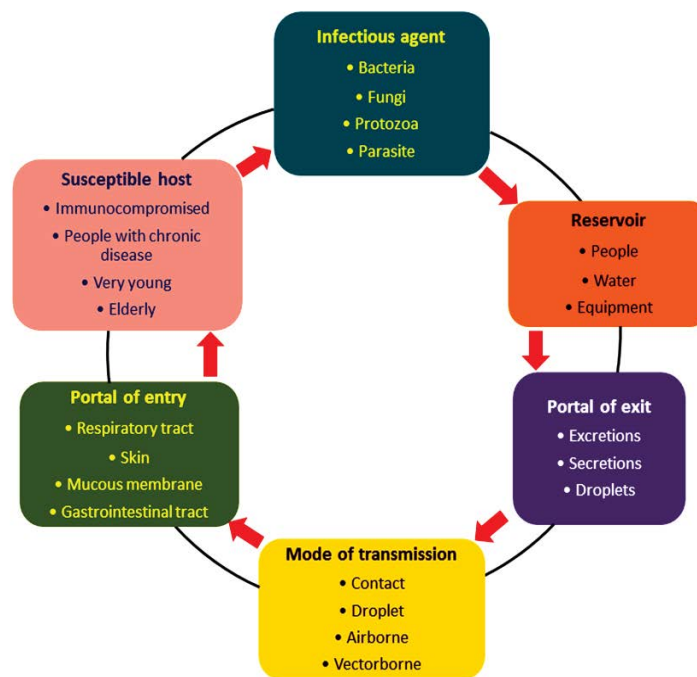 Infectious agent
• Bacteria
• Fungi
• Protozoa
• Parasite
Reservoir
• People
• Water
• Equipment
Portal of exit
• Excretions
• Secretions
• Droplets
Mode of transmission
• Contact
• Droplet
• Airborne
• Vectorborne
Portal of entry
• Respiratory tract
• Skin
• Mucous membrane
• Gastrointestinal tract
Susceptible host
• Immunocompromised
• People with chronic
disease
• Very young
• Elderly